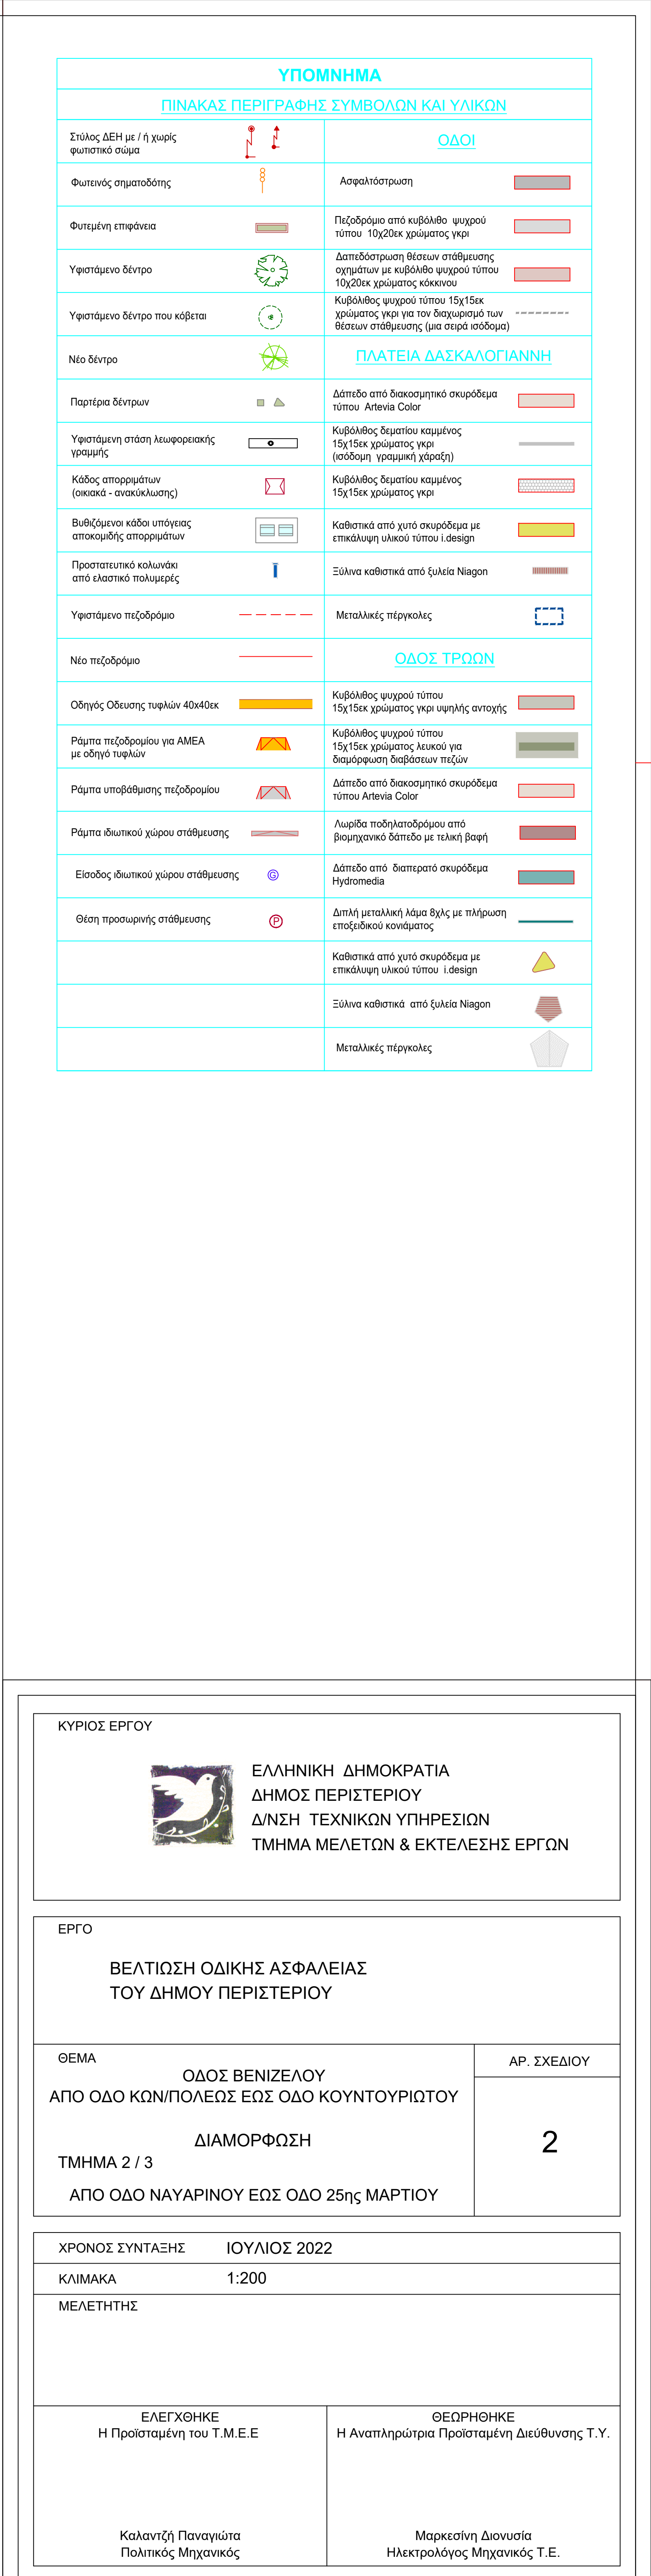 ΥΠΟΜΝΗΜΑ
ΠΙΝΑΚΑΣ ΠΕΡΙΓΡΑΦΗΣ ΣΥΜΒΟΛΩΝ ΚΑΙ ΥΛΙΚΩΝ
Στύλος ΔΕΗ με / ή χωρίς
φωτιστικό σώμα
Φωτεινός σηματοδότης
Φυτεμένη επιφάνεια
Υφιστάμενο δέντρο
Υφιστάμενο δέντρο που κόβεται
Νέο δέντρο
Παρτέρια δέντρων
Υφιστάμενη στάση λεωφορειακής
γραμμής
Κάδος απορριμάτων
(οικιακά - ανακύκλωσης)
Βυθιζόμενοι κάδοι υπόγειας
αποκομιδής απορριμάτων
Προστατευτικό κολωνάκι
από ελαστικό πολυμερές
Υφιστάμενο πεζοδρόμιο
Νέο πεζοδρόμιο
Οδηγός Οδευσης τυφλών 40x40εκ
Ράμπα πεζοδρομίου για ΑΜΕΑ
με οδηγό τυφλών
Ράμπα υποβάθμισης πεζοδρομίου
Ράμπα ιδιωτικού χώρου στάθμευσης
Είσοδος ιδιωτικού χώρου στάθμευσης
G
Θέση προσωρινής στάθμευσης
P
ΟΔΟΙ
Ασφαλτόστρωση
Πεζοδρόμιο από κυβόλιθο ψυχρού
τύπου 10χ20εκ χρώματος γκρι
Δαπεδόστρωση θέσεων στάθμευσης
οχημάτων με κυβόλιθο ψυχρού τύπου
10χ20εκ χρώματος κόκκινου
Κυβόλιθος ψυχρού τύπου 15χ15εκ
χρώματος γκρι για τον διαχωρισμό των
θέσεων στάθμευσης (μια σειρά ισόδομα)
ΠΛΑΤΕΙΑ ΔΑΣΚΑΛΟΓΙΑΝΝΗ
Δάπεδο από διακοσμητικό σκυρόδεμα
τύπου Artevia Color
Κυβόλιθος δεματίου καμμένος
15χ15εκ χρώματος γκρι
(ισόδομη γραμμική χάραξη)
Κυβόλιθος δεματίου καμμένος
15χ15εκ χρώματος γκρι
Καθιστικά από χυτό σκυρόδεμα με
επικάλυψη υλικού τύπου i.design
Ξύλινα καθιστικά από ξυλεία Niagon
Μεταλλικές πέργκολες
ΟΔΟΣ ΤΡΩΩΝ
Κυβόλιθος ψυχρού τύπου
15χ15εκ χρώματος γκρι υψηλής αντοχής
Κυβόλιθος ψυχρού τύπου
15χ15εκ χρώματος λευκού για
διαμόρφωση διαβάσεων πεζών
Δάπεδο από διακοσμητικό σκυρόδεμα
τύπου Artevia Color
Λωρίδα ποδηλατοδρόμου από
βιομηχανικό δάπεδο με τελική βαφή
Δάπεδο από διαπερατό σκυρόδεμα
Hydromedia
Διπλή μεταλλική λάμα 8χλς με πλήρωση
εποξειδικού κονιάματος
Καθιστικά από χυτό σκυρόδεμα με
επικάλυψη υλικού τύπου i.design
Ξύλινα καθιστικά από ξυλεία Niagon
Μεταλλικές πέργκολες
ΚΥΡΙΟΣ ΕΡΓΟΥ
ΕΛΛΗΝΙΚΗ ΔΗΜΟΚΡΑΤΙΑ
ΔΗΜΟΣ ΠΕΡΙΣΤΕΡΙΟΥ
Δ/ΝΣΗ ΤΕΧΝΙΚΩΝ ΥΠΗΡΕΣΙΩΝ
ΤΜΗΜΑ ΜΕΛΕΤΩΝ & ΕΚΤΕΛΕΣΗΣ ΕΡΓΩΝ
ΕΡΓΟ
ΒΕΛΤΙΩΣΗ ΟΔΙΚΗΣ ΑΣΦΑΛΕΙΑΣ
ΤΟΥ ΔΗΜΟΥ ΠΕΡΙΣΤΕΡΙΟΥ
ΘΕΜΑ
ΟΔΟΣ ΒΕΝΙΖΕΛΟΥ
ΑΠΟ ΟΔΟ ΚΩΝ/ΠΟΛΕΩΣ ΕΩΣ ΟΔΟ ΚΟΥΝΤΟΥΡΙΩΤΟΥ
ΔΙΑΜΟΡΦΩΣΗ
ΤΜΗΜΑ 2 / 3
ΑΠΟ ΟΔΟ ΝΑΥΑΡΙΝΟΥ ΕΩΣ ΟΔΟ 25ης ΜΑΡΤΙΟΥ
ΑΡ. ΣΧΕΔΙΟΥ
2
ΧΡΟΝΟΣ ΣΥΝΤΑΞΗΣ ΙΟΥΛΙΟΣ 2022
ΚΛΙΜΑΚΑ 1:200
ΜΕΛΕΤΗΤΗΣ
ΕΛΕΓΧΘΗΚΕ
Η Προϊσταμένη του Τ.Μ.Ε.Ε
Καλαντζή Παναγιώτα
Πολιτικός Μηχανικός
ΘΕΩΡΗΘΗΚΕ
Η Αναπληρώτρια Προϊσταμένη Διεύθυνσης Τ.Υ.
Μαρκεσίνη Διονυσία
Ηλεκτρολόγος Μηχανικός Τ.Ε.